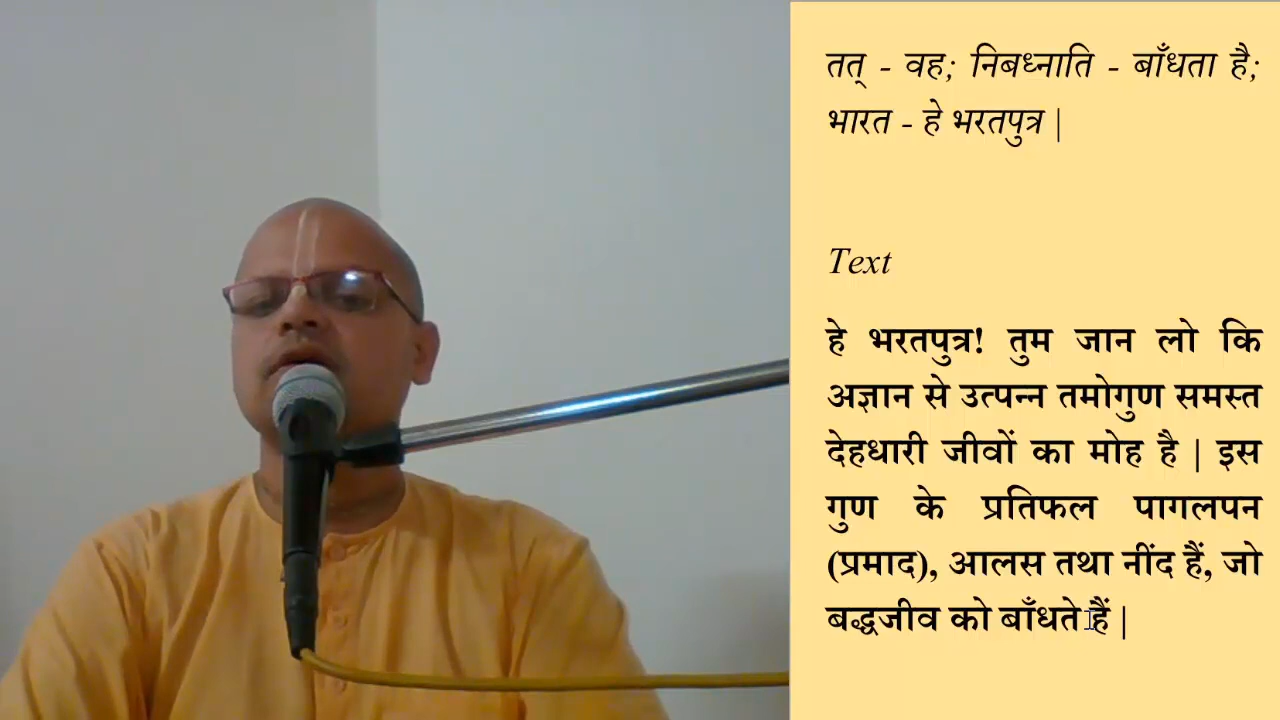 तत् - वह; निबध्नाति - बाँधता है;
भारत - हे भरतपुत्र |
Text
हे भरतपुत्र! तुम जान लो कि
अज्ञान से उत्पन्न तमोगुण समस्त
देहधारी जीवों का मोह है | इस
गुण के प्रतिफल पागलपन
(प्रमाद), आलस तथा नींद हैं, जो
बद्धजीव को बाँधते हैं |